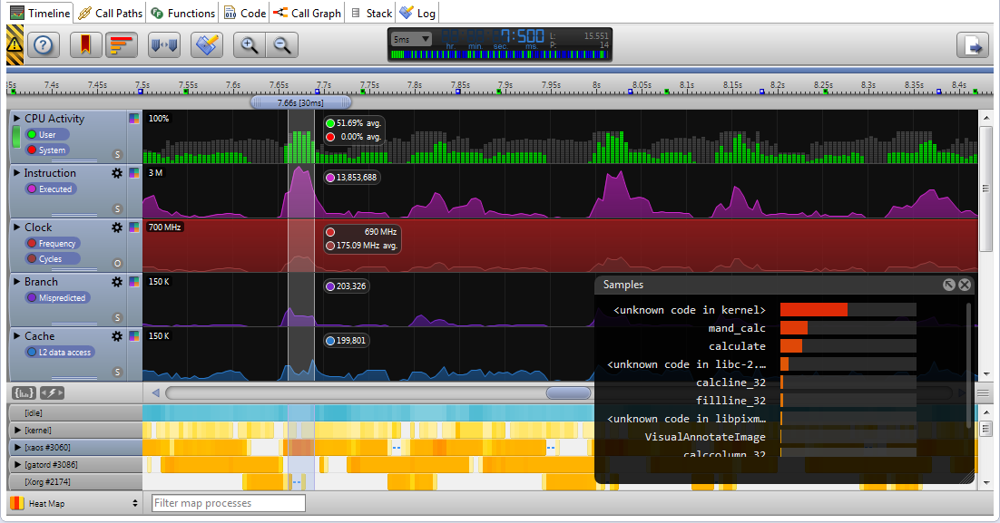 Timeline Call Paths Functions Code Call Graph Stack Log
5ms 7:500 L: 15.551
hr min sec ms P: 14
7.4s 7.45s 7.5s 7.55s 7.6s 7.65s 7.7s 7.75s 7.8s 7.85s 7.9s 7.95s 8s 8.05s 8.1s 8.15s 8.2s 8.25s 8.3s 8.35s 8.4s
7.66s [30ms]
CPU Activity 100%
User 51.69% avg.
System 0.00% avg.
S
Instruction 3 M
Executed 13,853,688
S
Clock 700 MHz
Frequency 690 MHz
Cycles 175.09 MHz avg.
O
Branch 150 K
Mispredicted 203,326
S
Cache 150 K
L2 data access 199,801
S
Samples
<unknown code in kernel>
mand_calc
calculate
<unknown code in libc-2....
calcline_32
fillline_32
<unknown code in libpixm...
VisualAnnotateImage
calccolumn_32
[idle]
[kernel]
[xaos #3060]
[gatord #3086]
[Xorg #2174]
Heat Map Filter map processes